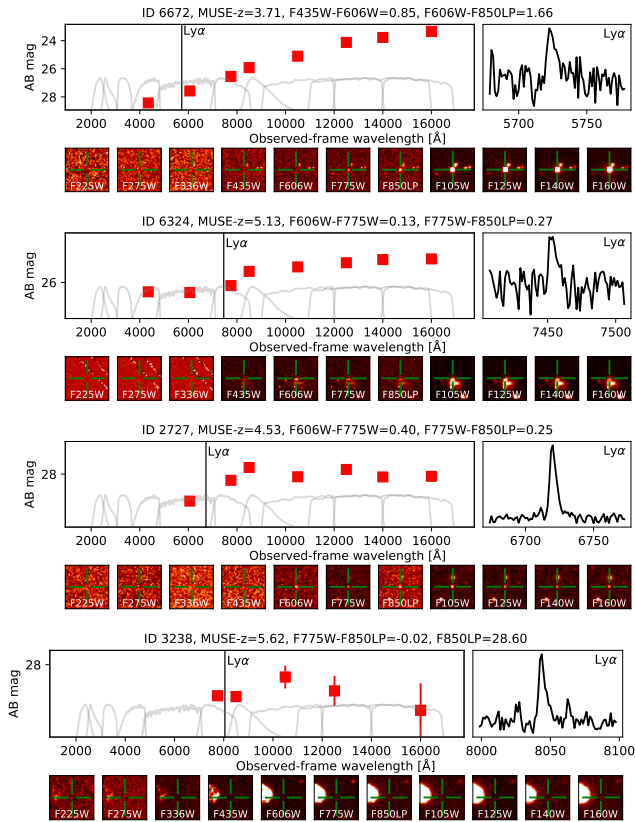 ID 6672, MUSE-z=3.71, F435W-F606W=0.85, F606W-F850LP=1.66
24
26
28
AB mag
Lyα
Lyα
2000 4000 6000 8000 10000 12000 14000 16000
5700 5750
Observed-frame wavelength [Å]
F225W F275W F336W F435W F606W F775W F850LP F105W F125W F140W F160W
ID 6324, MUSE-z=5.13, F606W-F775W=0.13, F775W-F850LP=0.27
26
AB mag
Lyα
Lyα
2000 4000 6000 8000 10000 12000 14000 16000
7450 7500
Observed-frame wavelength [Å]
F225W F275W F336W F435W F606W F775W F850LP F105W F125W F140W F160W
ID 2727, MUSE-z=4.53, F606W-F775W=0.40, F775W-F850LP=0.25
28
AB mag
Lyα
Lyα
2000 4000 6000 8000 10000 12000 14000 16000
6700 6750
Observed-frame wavelength [Å]
F225W F275W F336W F435W F606W F775W F850LP F105W F125W F140W F160W
ID 3238, MUSE-z=5.62, F775W-F850LP=-0.02, F850LP=28.60
28
AB mag
Lyα
Lyα
2000 4000 6000 8000 10000 12000 14000 16000
8000 8050 8100
Observed-frame wavelength [Å]
F225W F275W F336W F435W F606W F775W F850LP F105W F125W F140W F160W